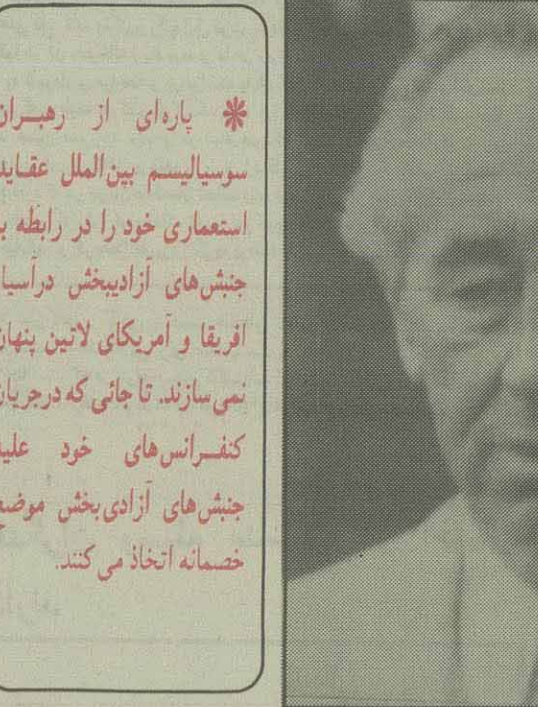 * پاره‌ای از رهبران
سوسیالیسم بین‌الملل عقاید
استعماری خود را در رابطه با
جنبش‌های آزادیبخش درآسیا،
افریقا و آمریکای لاتین پنهان
نمی‌سازند. تا جائی که درجریان
کنفرانس‌های خود علیه
جنبش‌های آزادی‌بخش موضع
خصمانه اتخاذ می‌کنند.